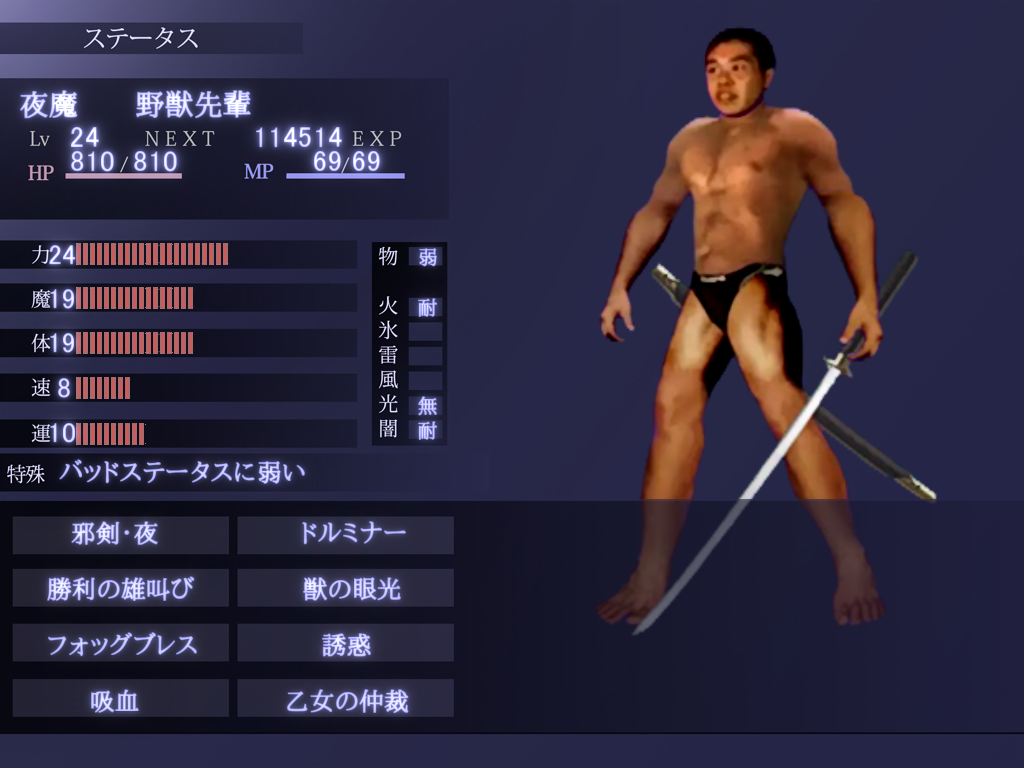 ステータス
夜魔 野獣先輩
Lv 24 NEXT 114514 EXP
HP 810/810 MP 69/69
力24
魔19
体19
速8
運10
物 弱
火 耐
氷
雷
風
光 無
闇 耐
特殊 バッドステータスに弱い
邪剣・夜 ドルミナー
勝利の雄叫び 獣の眼光
フォッグブレス 誘惑
吸血 乙女の仲裁